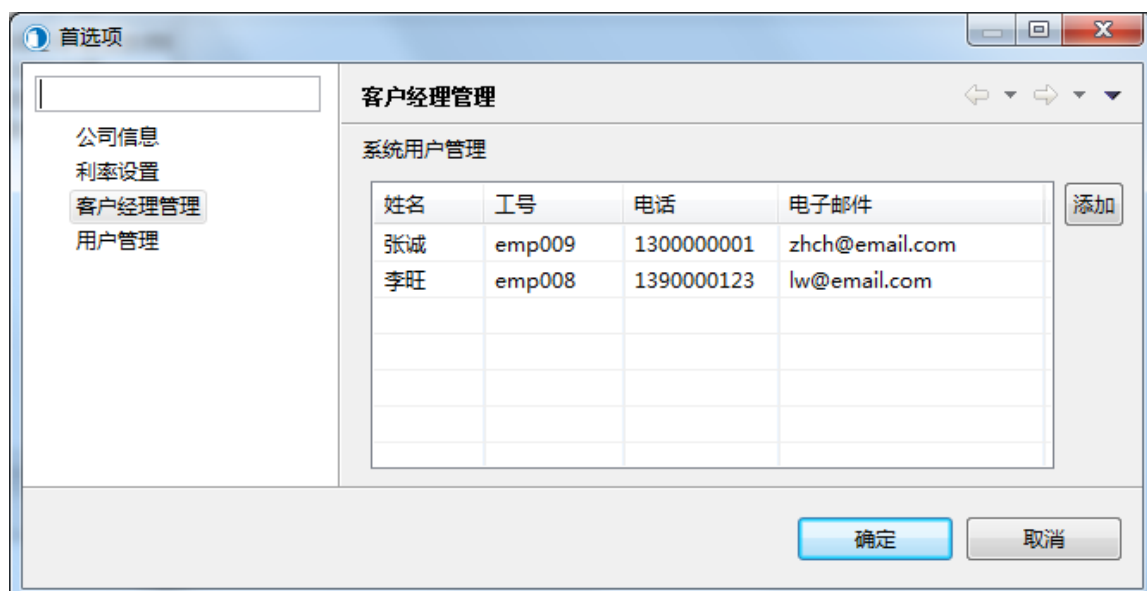 首选项
公司信息
利率设置
客户经理管理
用户管理
客户经理管理
系统用户管理
姓名 工号 电话 电子邮件
张诚 emp009 1300000001 zhch@email.com
李旺 emp008 1390000123 lw@email.com
添加
确定 取消